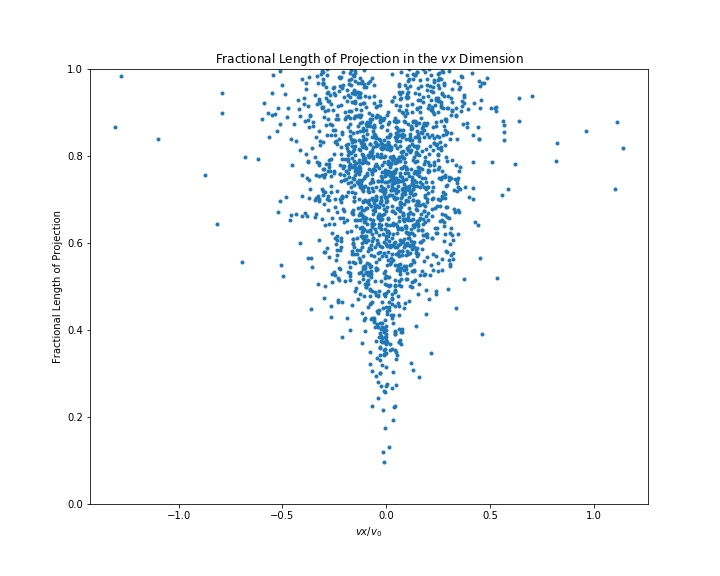 Fractional Length of Projection in the vx Dimension
1.0
0.8
0.6
0.4
0.2
0.0
Fractional Length of Projection
−1.0 −0.5 0.0 0.5 1.0
vx/v₀